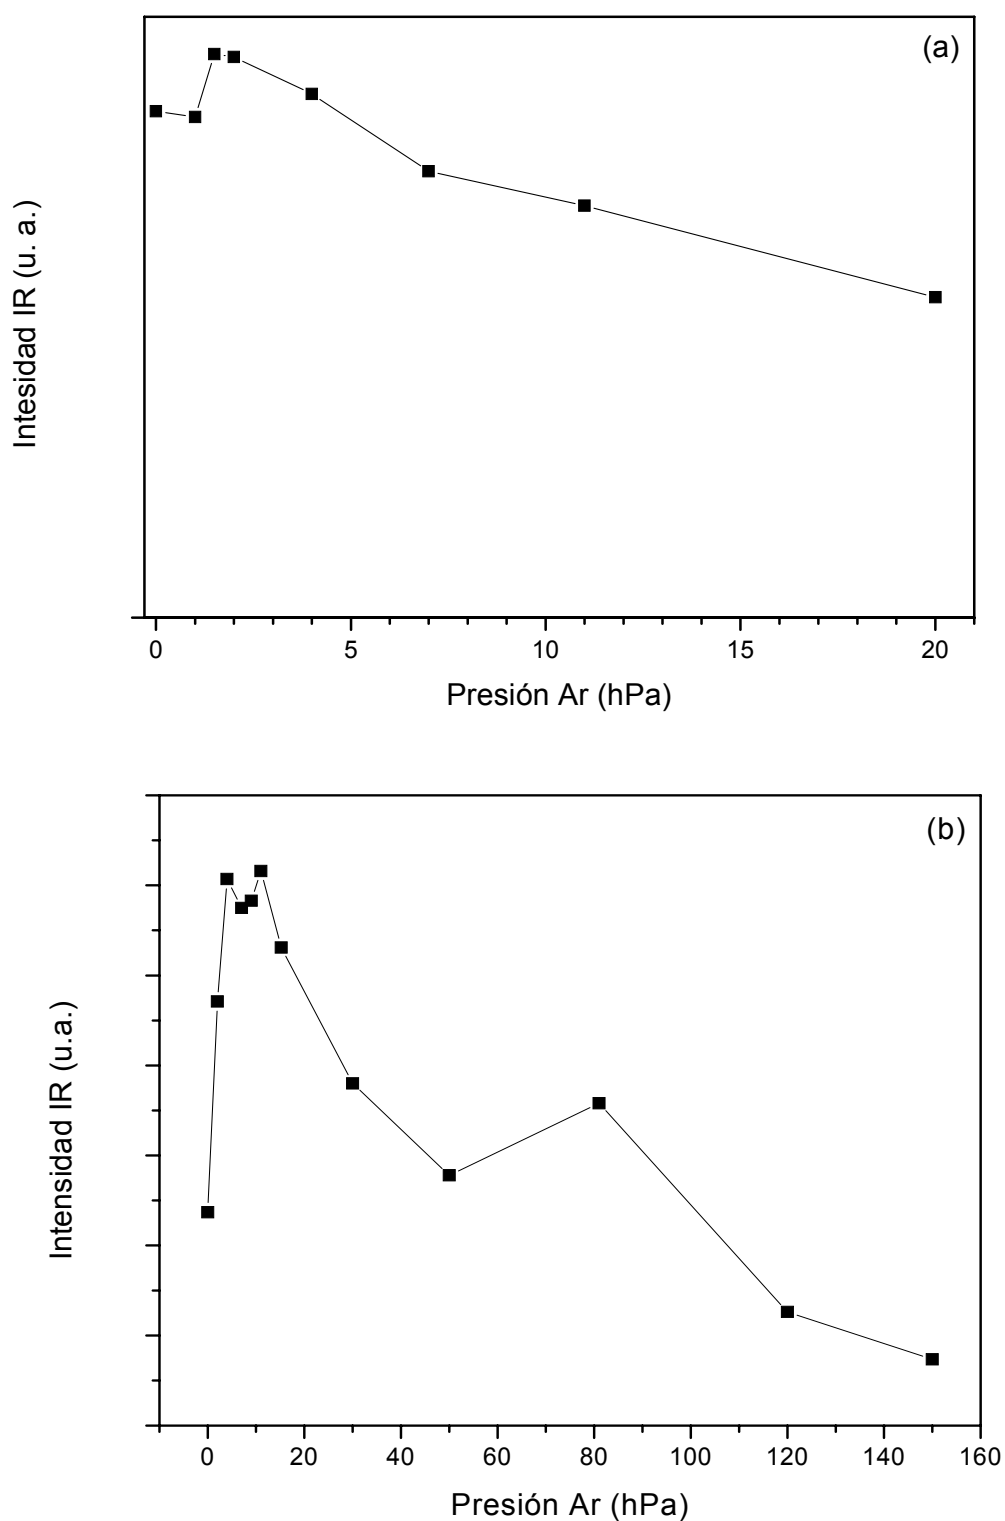 (a)
Intesidad IR (u. a.)
0 5 10 15 20
Presión Ar (hPa)
(b)
Intensidad IR (u.a.)
0 20 40 60 80 100 120 140 160
Presión Ar (hPa)